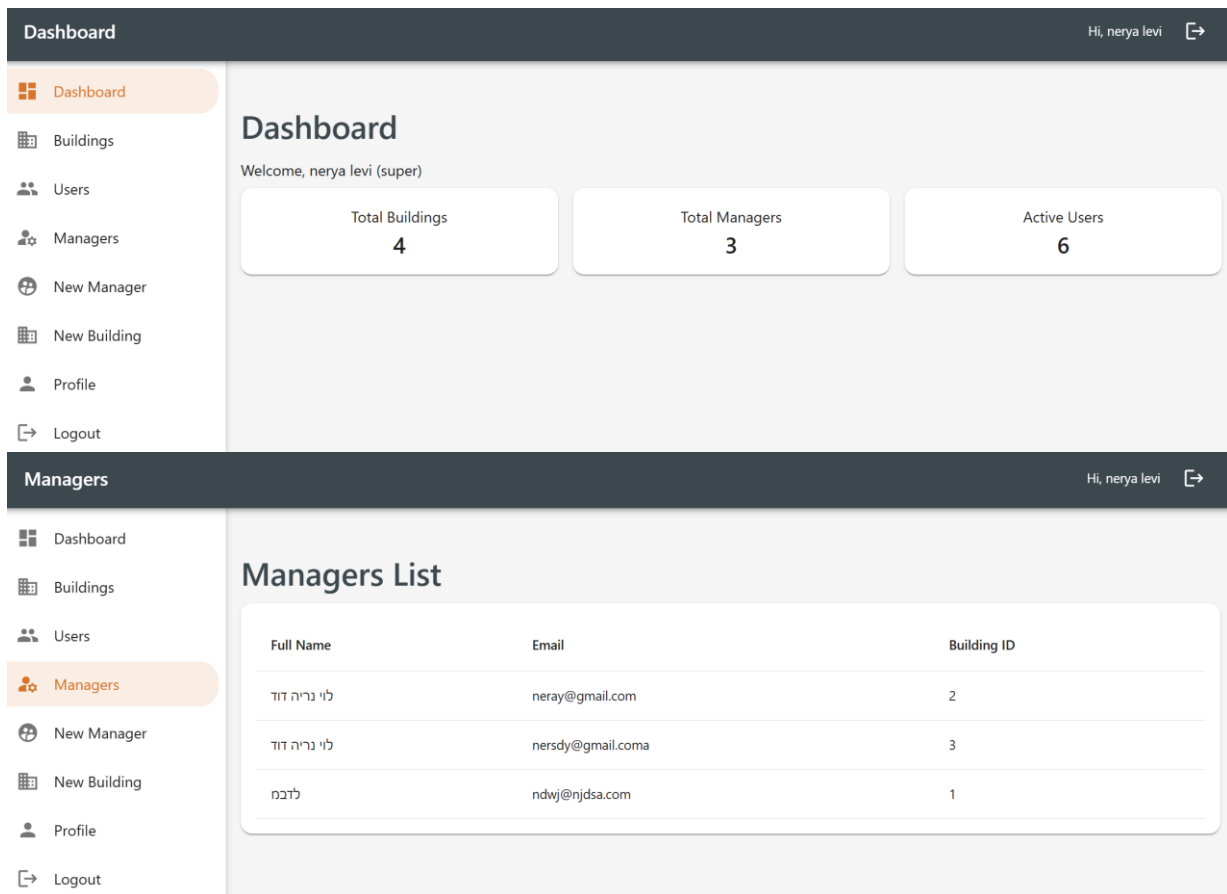 Dashboard
Hi, nerya levi
Dashboard
Buildings
Users
Managers
New Manager
New Building
Profile
Logout
Dashboard
Welcome, nerya levi (super)
Total Buildings
4
Total Managers
3
Active Users
6
Managers
Hi, nerya levi
Dashboard
Buildings
Users
Managers
New Manager
New Building
Profile
Logout
Managers List
Full Name Email Building ID
לוי נריה דוד neray@gmail.com 2
לוי נריה דוד nersdy@gmail.coma 3
לדבמ ndwj@njdsa.com 1